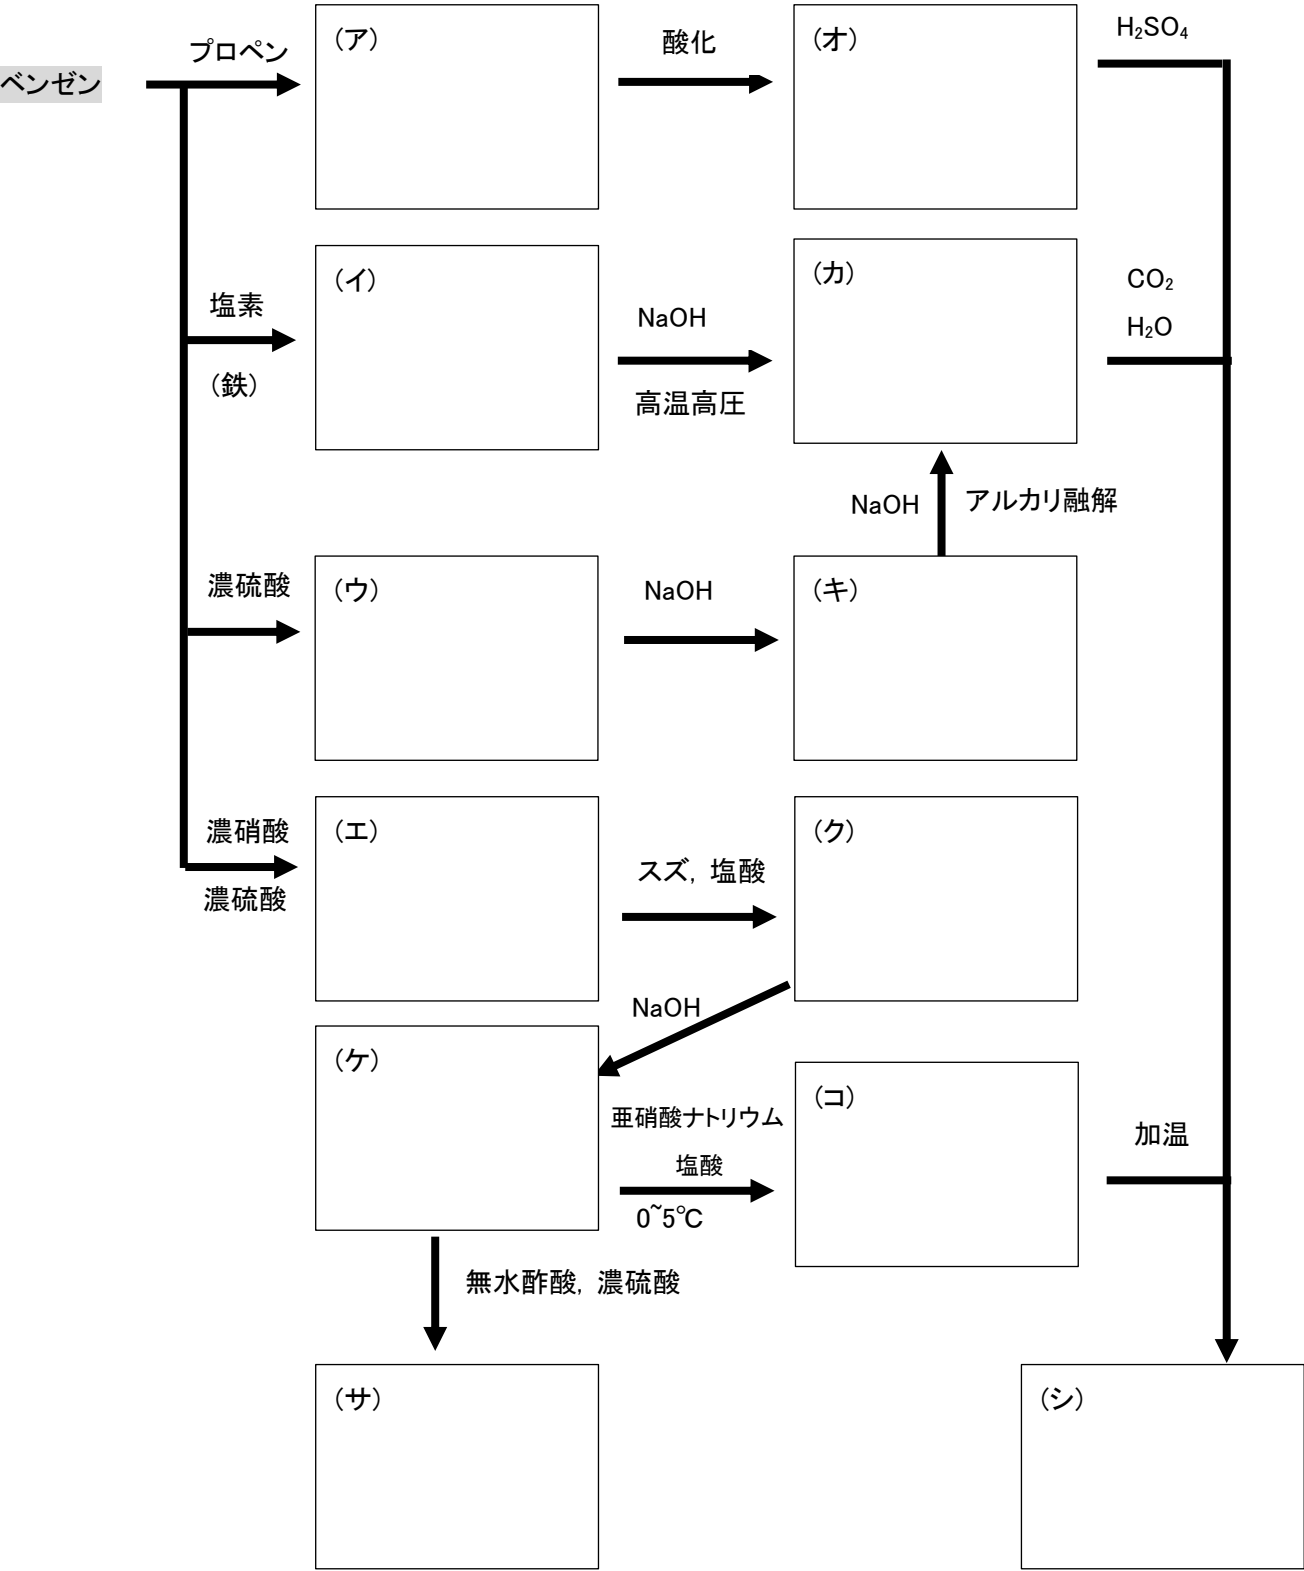 ベンゼン
プロペン
(ア)
酸化
(オ)
H₂SO₄
塩素
(鉄)
(イ)
NaOH
高温高圧
(カ)
CO₂
H₂O
NaOH
アルカリ融解
濃硫酸
(ウ)
NaOH
(キ)
濃硝酸
濃硫酸
(エ)
スズ, 塩酸
(ク)
NaOH
(ケ)
亜硝酸ナトリウム
塩酸
0~5℃
(コ)
加温
無水酢酸, 濃硫酸
(サ)
(シ)